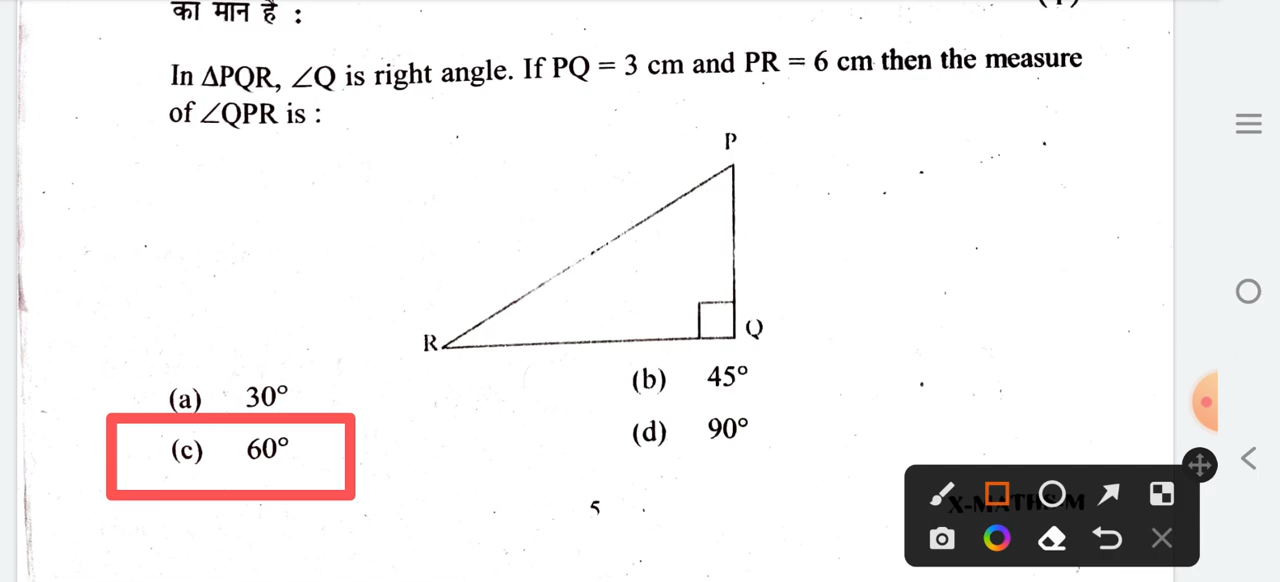 का मान है :
In ΔPQR, ∠Q is right angle. If PQ = 3 cm and PR = 6 cm then the measure
of ∠QPR is :
P
R
Q
(a) 30°
(b) 45°
(c) 60°
(d) 90°
5